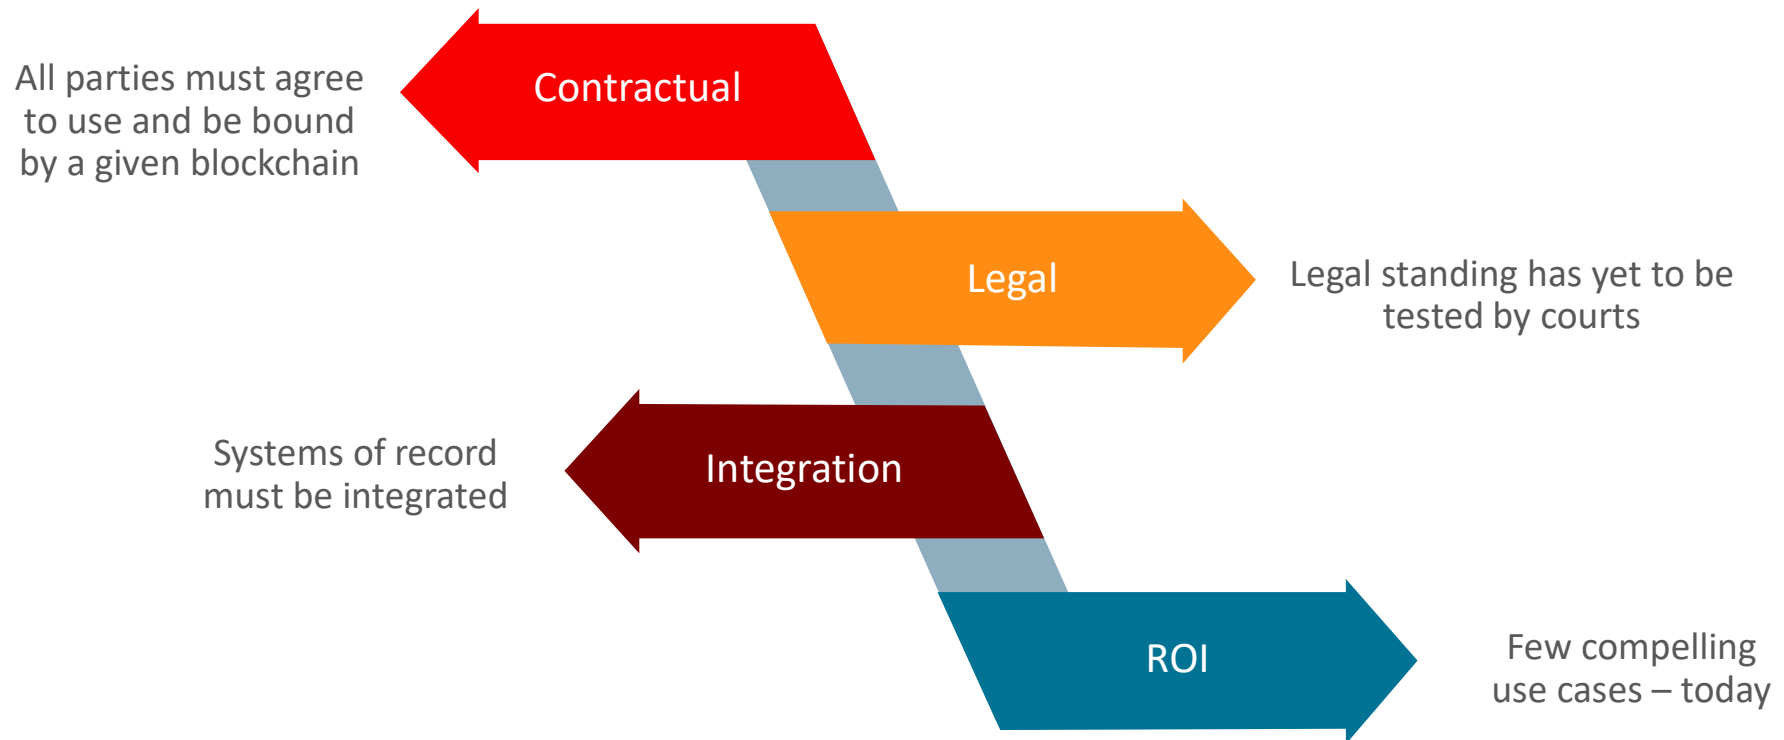 All parties must agree
to use and be bound
by a given blockchain
Contractual
Legal
Legal standing has yet to be
tested by courts
Systems of record
must be integrated
Integration
ROI
Few compelling
use cases – today